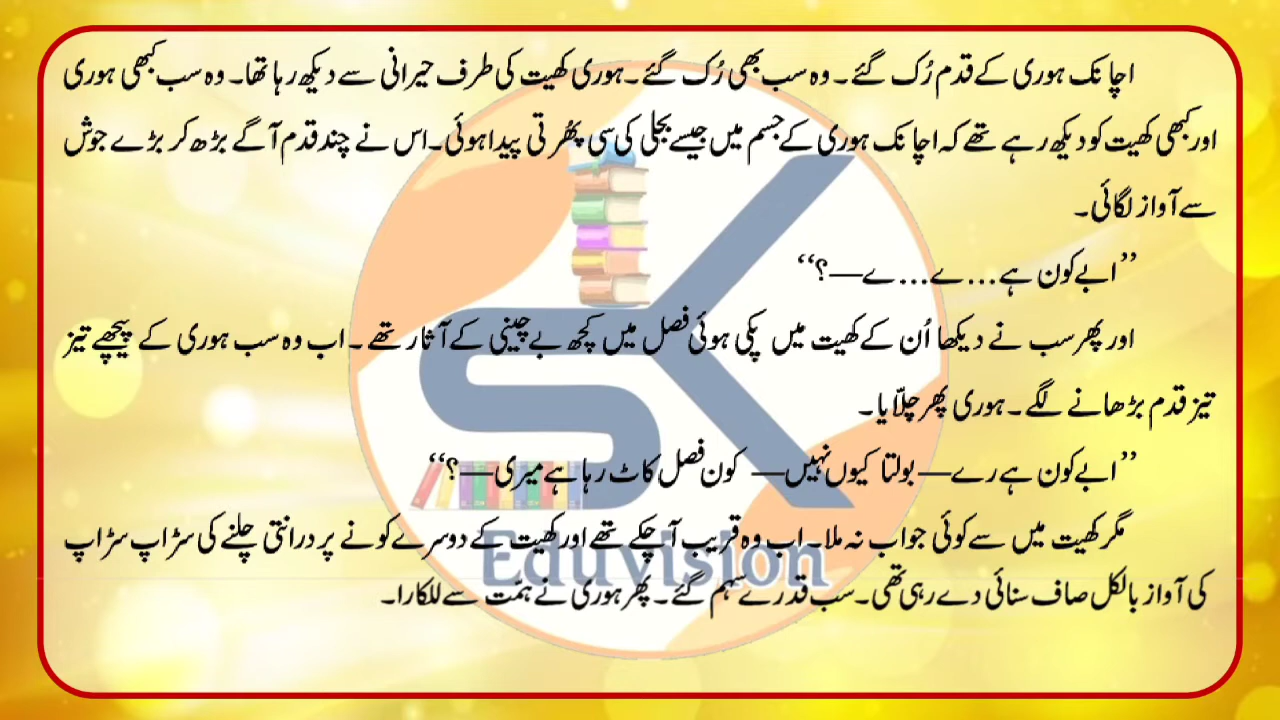 اچانک ہوری کے قدم رُک گئے۔ وہ سب بھی رُک گئے۔ ہوری کھیت کی طرف حیرانی سے دیکھ رہا تھا۔ وہ سب کبھی ہوری
اور کبھی کھیت کو دیکھ رہے تھے کہ اچانک ہوری کے جسم میں جیسے بجلی کی سی پھُرتی پیدا ہوئی۔ اس نے چند قدم آگے بڑھ کر بڑے جوش
سے آواز لگائی۔
’’ابے کون ہے...ے...ے—؟‘‘
اور پھر سب نے دیکھا اُن کے کھیت میں پکی ہوئی فصل میں کچھ بے چینی کے آثار تھے۔ اب وہ سب ہوری کے پیچھے تیز
تیز قدم بڑھانے لگے۔ ہوری پھر چلّایا۔
’’ابے کون ہے رے— بولتا کیوں نہیں— کون فصل کاٹ رہا ہے میری—؟‘‘
مگر کھیت میں سے کوئی جواب نہ ملا۔ اب وہ قریب آ چکے تھے اور کھیت کے دوسرے کونے پر درانتی چلنے کی سڑاپ سڑاپ
کی آواز بالکل صاف سنائی دے رہی تھی۔ سب قدرے سہم گئے۔ پھر ہوری نے ہمّت سے للکارا۔
SK
Eduvision